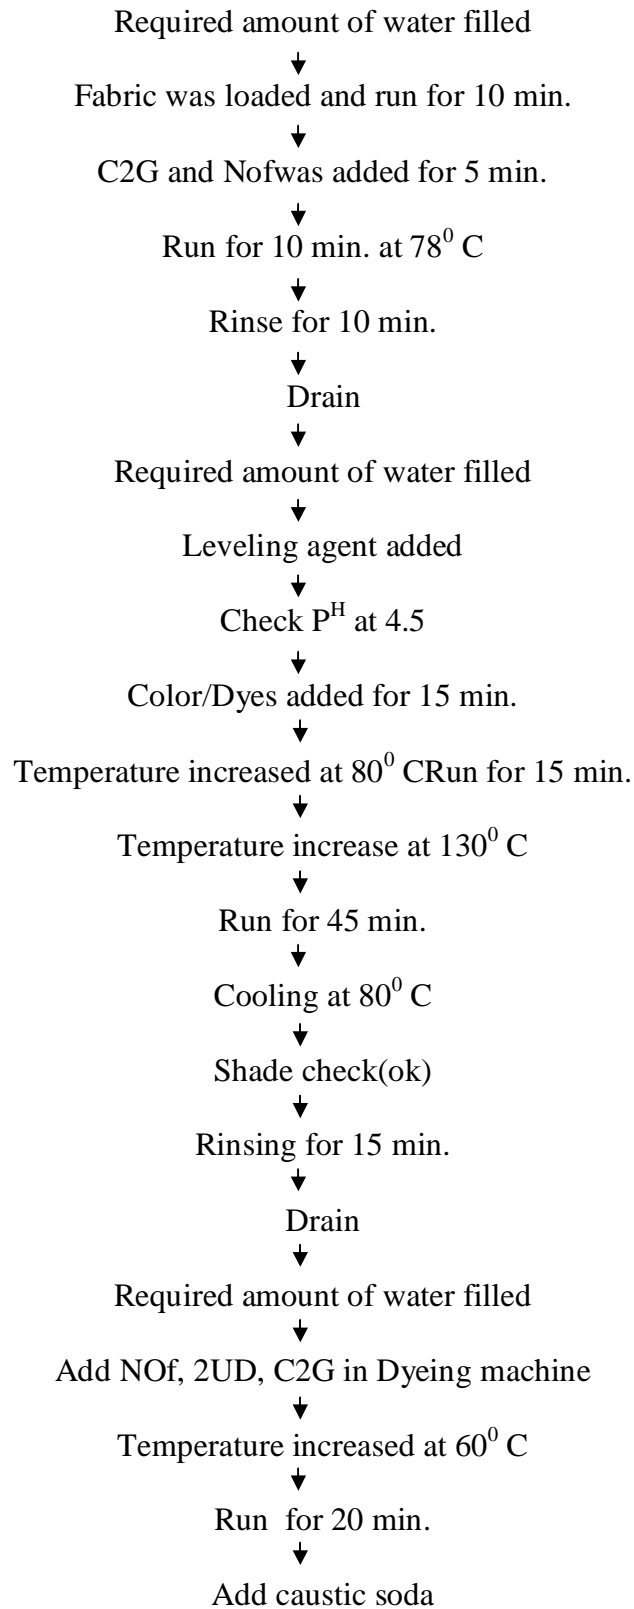 Required amount of water filled
Fabric was loaded and run for 10 min.
C2G and Nofwas added for 5 min.
Run for 10 min. at 78⁰ C
Rinse for 10 min.
Drain
Required amount of water filled
Leveling agent added
Check Pᴴ at 4.5
Color/Dyes added for 15 min.
Temperature increased at 80⁰ CRun for 15 min.
Temperature increase at 130⁰ C
Run for 45 min.
Cooling at 80⁰ C
Shade check(ok)
Rinsing for 15 min.
Drain
Required amount of water filled
Add NOf, 2UD, C2G in Dyeing machine
Temperature increased at 60⁰ C
Run for 20 min.
Add caustic soda